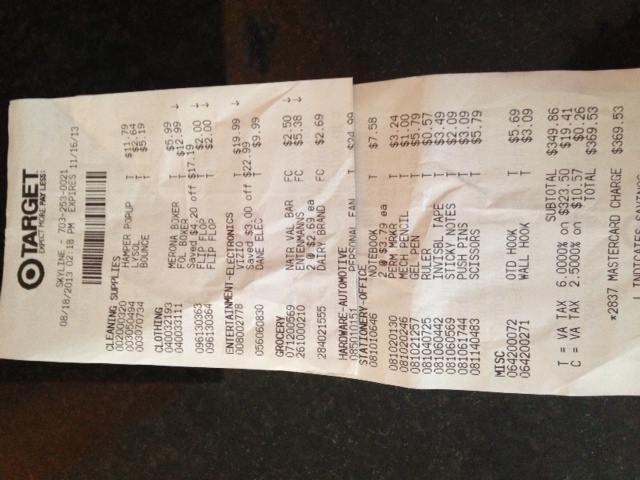 TARGET
EXPECT MORE. PAY LESS.
SKYLINE - 703-253-0021
08/18/2013 02:18 PM EXPIRES 11/16/13
CLEANING SUPPLIES
002000320 HAMPER POPUP T $11.79
003050494 LYSOL T $2.64
003070734 BOUNCE T $5.19
CLOTHING
040032193 MERONA BOXER T $5.99
040033111 FOL BOXER T $12.99 ↓
Saved $4.20 off $17.19
096130363 FLIP FLOP T $2.00 ↓
096130364 FLIP FLOP T $2.00 ↓
ENTERTAINMENT-ELECTRONICS
008002778 VIZIO T $19.99 ↓
Saved $3.00 off $22.99
056060830 DANE ELEC T $9.99
GROCERY
071200569 NATR VAL BAR FC $2.50 ↓
261000210 ENTENMANNS FC $5.38 ↓
2 @ $2.69 ea
284021555 DAIRY BRAND FC $2.69
HARDWARE-AUTOMOTIVE
085010151 PERSONAL FAN T $24.99
STATIONERY-OFFICE
081010646 NOTEBOOK T $7.58
2 @ $3.79 ea
081020130 PERM MRKR T $3.24
081020246 MECH PENCIL T $1.00
081021257 GEL PEN T $5.79
081040725 RULER T $0.57
081060442 INVISBL TAPE T $3.49
081060569 STICKY NOTES T $2.09
081061744 PUSH PINS T $3.09
081140483 SCISSORS T $5.79
MISC
064200072 OTD HOOK T $5.69
064200271 WALL HOOK T $3.09
SUBTOTAL $349.86
T = VA TAX 6.0000% on $323.50 $19.41
C = VA TAX 2.5000% on $10.57 $0.26
TOTAL $369.53
*2837 MASTERCARD CHARGE $369.53
↓ INDICATES SAVINGS